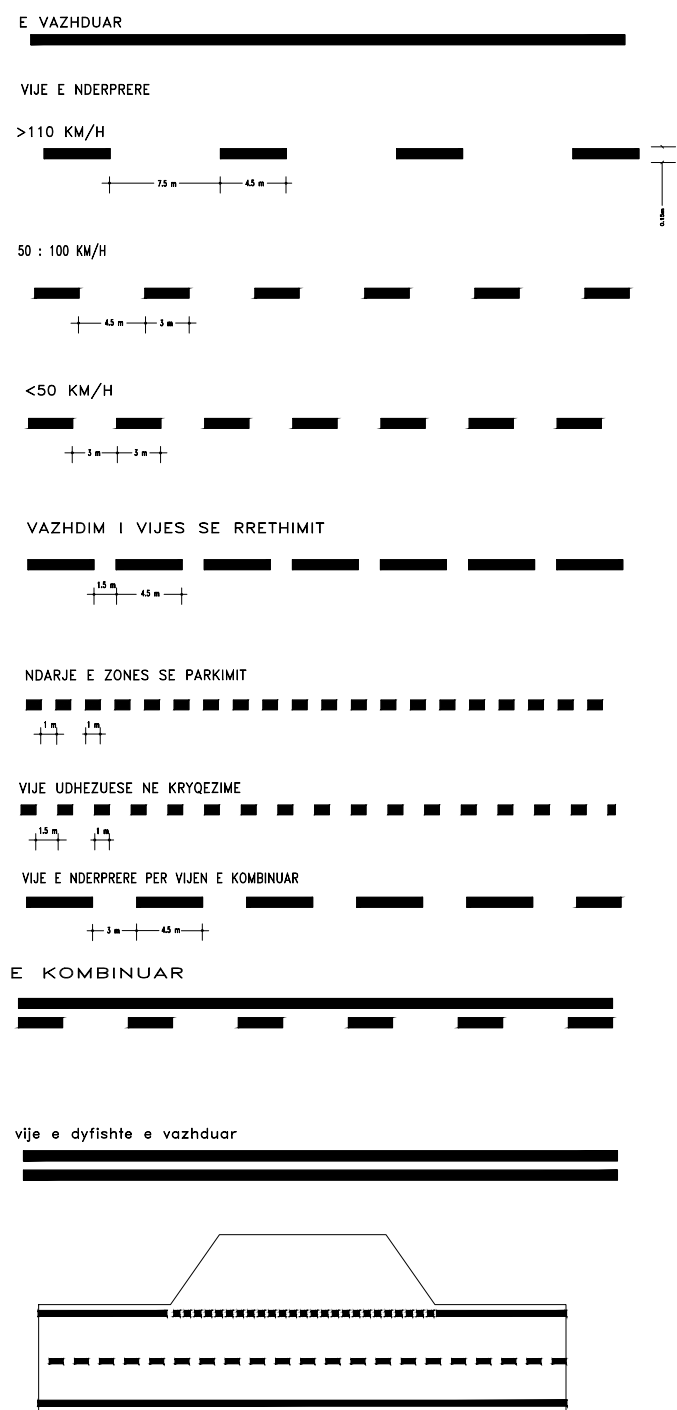 E VAZHDUAR
VIJE E NDERPRERE
>110 KM/H
7.5 m
4.5 m
0.15m
50 : 100 KM/H
4.5 m
3 m
<50 KM/H
3 m
3 m
VAZHDIM I VIJES SE RRETHIMIT
1.5 m
4.5 m
NDARJE E ZONES SE PARKIMIT
1 m
1 m
VIJE UDHEZUESE NE KRYQEZIME
1.5 m
1 m
VIJE E NDERPRERE PER VIJEN E KOMBINUAR
3 m
4.5 m
E KOMBINUAR
vije e dyfishte e vazhduar